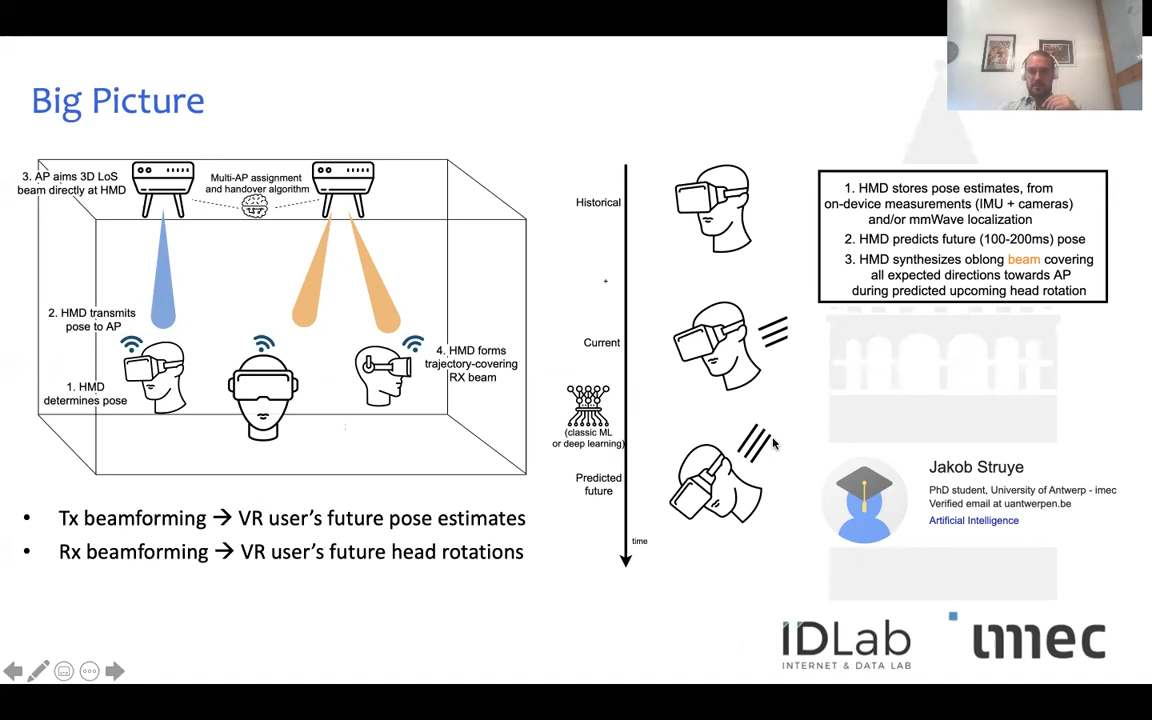 Big Picture
3. AP aims 3D LoS
beam directly at HMD
Multi-AP assignment
and handover algorithm
2. HMD transmits
pose to AP
1. HMD
determines pose
4. HMD forms
trajectory-covering
RX beam
• Tx beamforming → VR user's future pose estimates
• Rx beamforming → VR user's future head rotations
Historical
+
Current
(classic ML
or deep learning)
Predicted
future
time
1. HMD stores pose estimates, from
on-device measurements (IMU + cameras)
and/or mmWave localization
2. HMD predicts future (100-200ms) pose
3. HMD synthesizes oblong beam covering
all expected directions towards AP
during predicted upcoming head rotation
Jakob Struye
PhD student, University of Antwerp - imec
Verified email at uantwerpen.be
Artificial Intelligence
IDLab
INTERNET & DATA LAB
imec